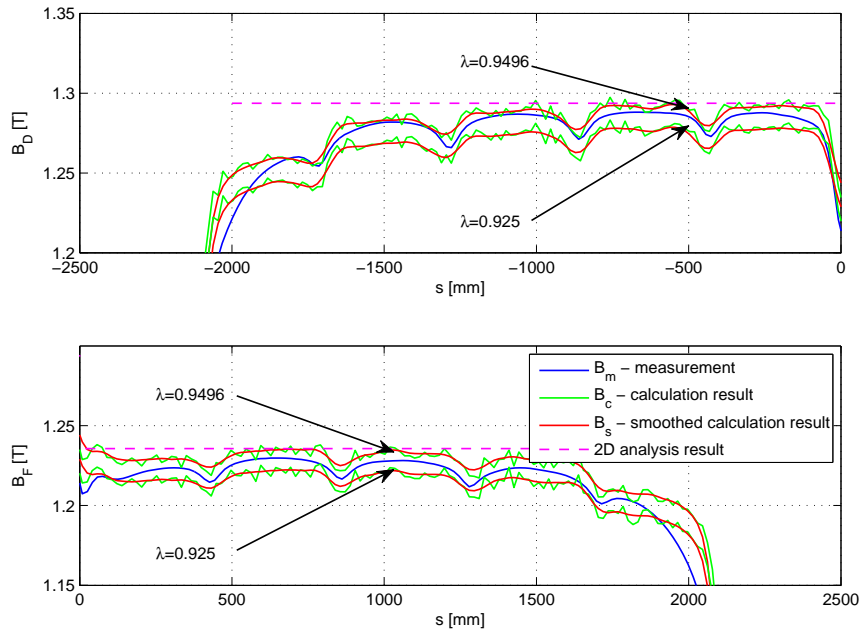 1.35
1.3
1.25
1.2
B_D [T]
λ=0.9496
λ=0.925
−2500 −2000 −1500 −1000 −500 0
s [mm]
1.25
1.2
1.15
B_F [T]
λ=0.9496
λ=0.925
B_m − measurement
B_c − calculation result
B_s − smoothed calculation result
2D analysis result
0 500 1000 1500 2000 2500
s [mm]